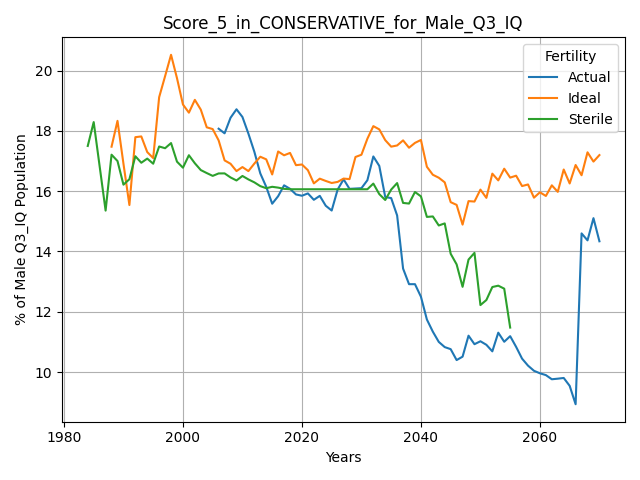 Score_5_in_CONSERVATIVE_for_Male_Q3_IQ
Fertility
Actual
Ideal
Sterile
% of Male Q3_IQ Population
20
18
16
14
12
10
1980
2000
2020
2040
2060
Years